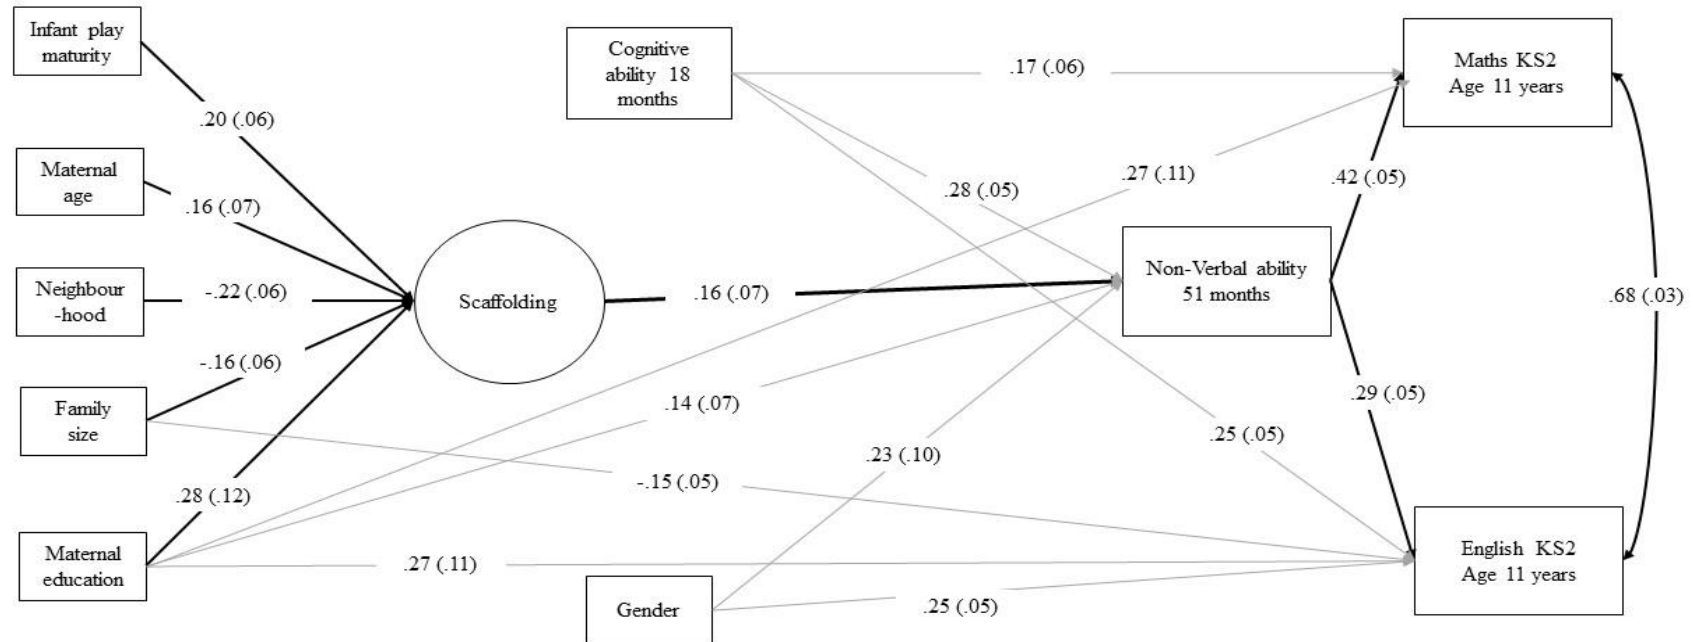 Infant play
maturity
.20 (.06)
Maternal
age
.16 (.07)
Neighbour
-hood
-.22 (.06)
Family
size
-.16 (.06)
Maternal
education
.28 (.12)
Scaffolding
.16 (.07)
Cognitive
ability 18
months
.17 (.06)
.28 (.05)
.27 (.11)
.14 (.07)
.23 (.10)
-.15 (.05)
.27 (.11)
Gender
.25 (.05)
.25 (.05)
Non-Verbal ability
51 months
.42 (.05)
.29 (.05)
Maths KS2
Age 11 years
.68 (.03)
English KS2
Age 11 years